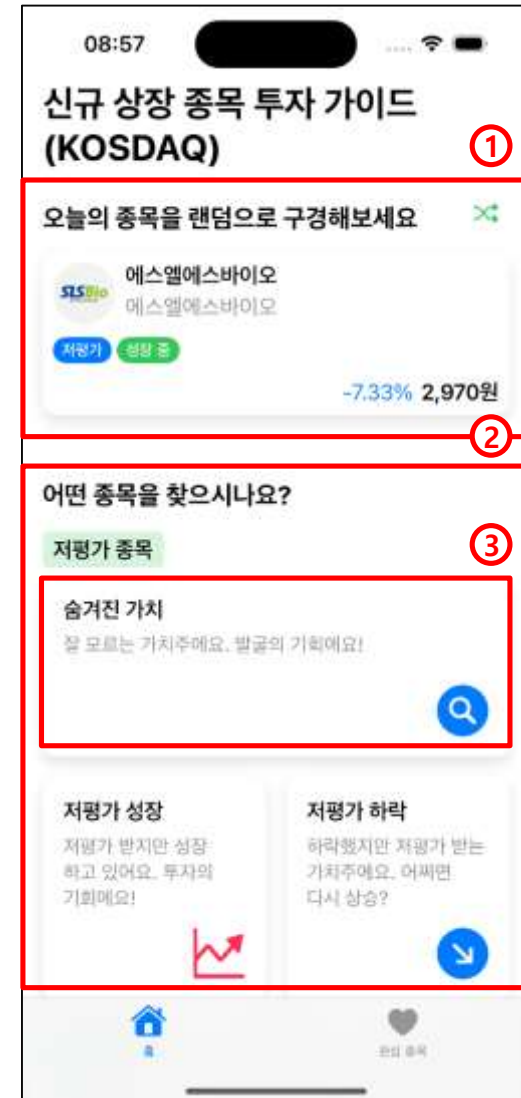 08:57
신규 상장 종목 투자 가이드
(KOSDAQ)
①
오늘의 종목을 랜덤으로 구경해보세요
SLSBio
에스엘에스바이오
에스엘에스바이오
저평가 성장 중
-7.33% 2,970원
②
어떤 종목을 찾으시나요?
저평가 종목
③
숨겨진 가치
잘 모르는 가치주에요. 발굴의 기회에요!
저평가 성장
저평가 받지만 성장
하고 있어요. 투자의
기회에요!
저평가 하락
하락했지만 저평가 받는
가치주에요. 어쩌면
다시 상승?
홈
관심 종목